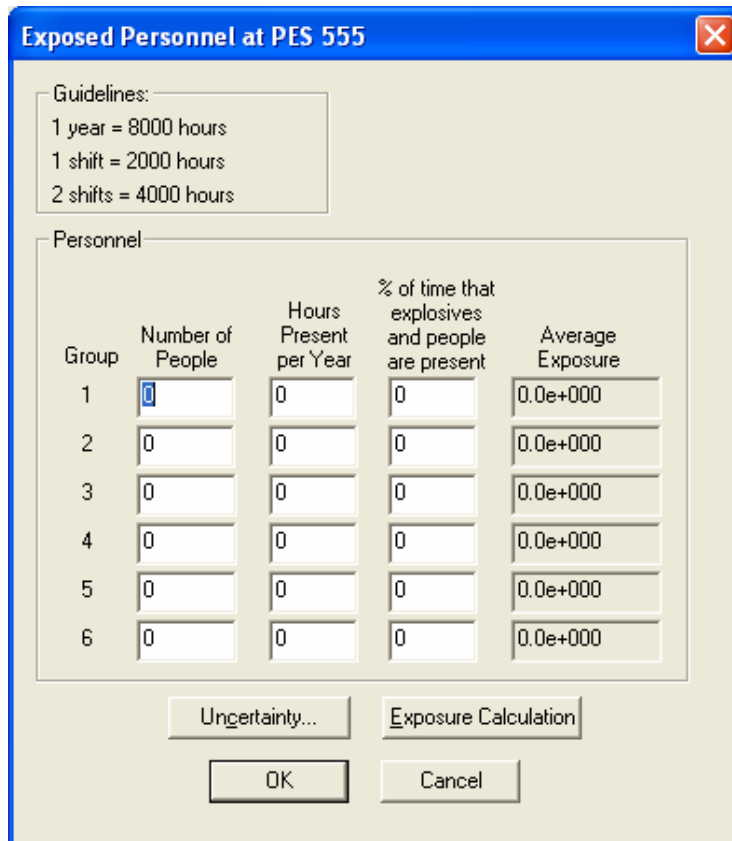 Exposed Personnel at PES 555
Guidelines:
1 year = 8000 hours
1 shift = 2000 hours
2 shifts = 4000 hours
Personnel
Group
Number of
People
Hours
Present
per Year
% of time that
explosives
and people
are present
Average
Exposure
1 0 0 0 0.0e+000
2 0 0 0 0.0e+000
3 0 0 0 0.0e+000
4 0 0 0 0.0e+000
5 0 0 0 0.0e+000
6 0 0 0 0.0e+000
Uncertainty... Exposure Calculation
OK Cancel